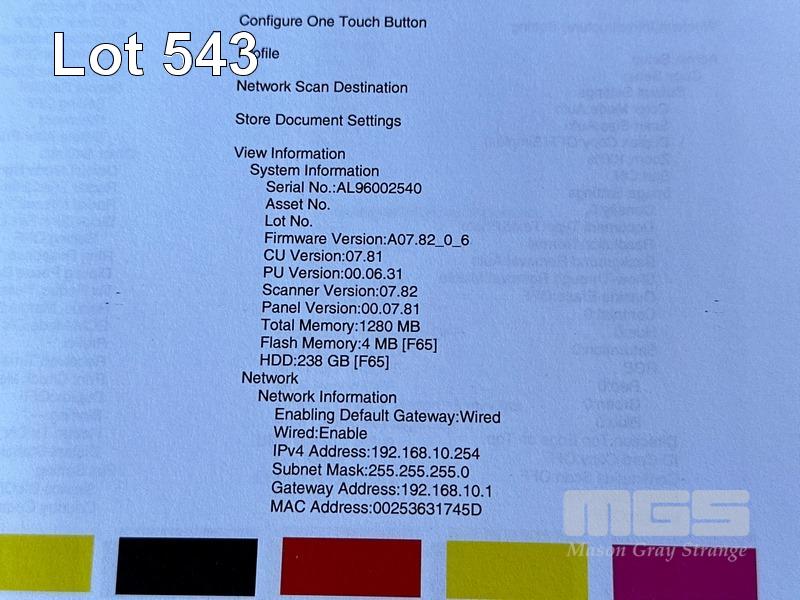 Configure One Touch Button
Lot 543
ofile
Network Scan Destination
Store Document Settings
View Information
System Information
Serial No.:AL96002540
Asset No.
Lot No.
Firmware Version:A07.82_0_6
CU Version:07.81
PU Version:00.06.31
Scanner Version:07.82
Panel Version:00.07.81
Total Memory:1280 MB
Flash Memory:4 MB [F65]
HDD:238 GB [F65]
Network
Network Information
Enabling Default Gateway:Wired
Wired:Enable
IPv4 Address:192.168.10.254
Subnet Mask:255.255.255.0
Gateway Address:192.168.10.1
MAC Address:00253631745D
MGS
Mason Gray Strange